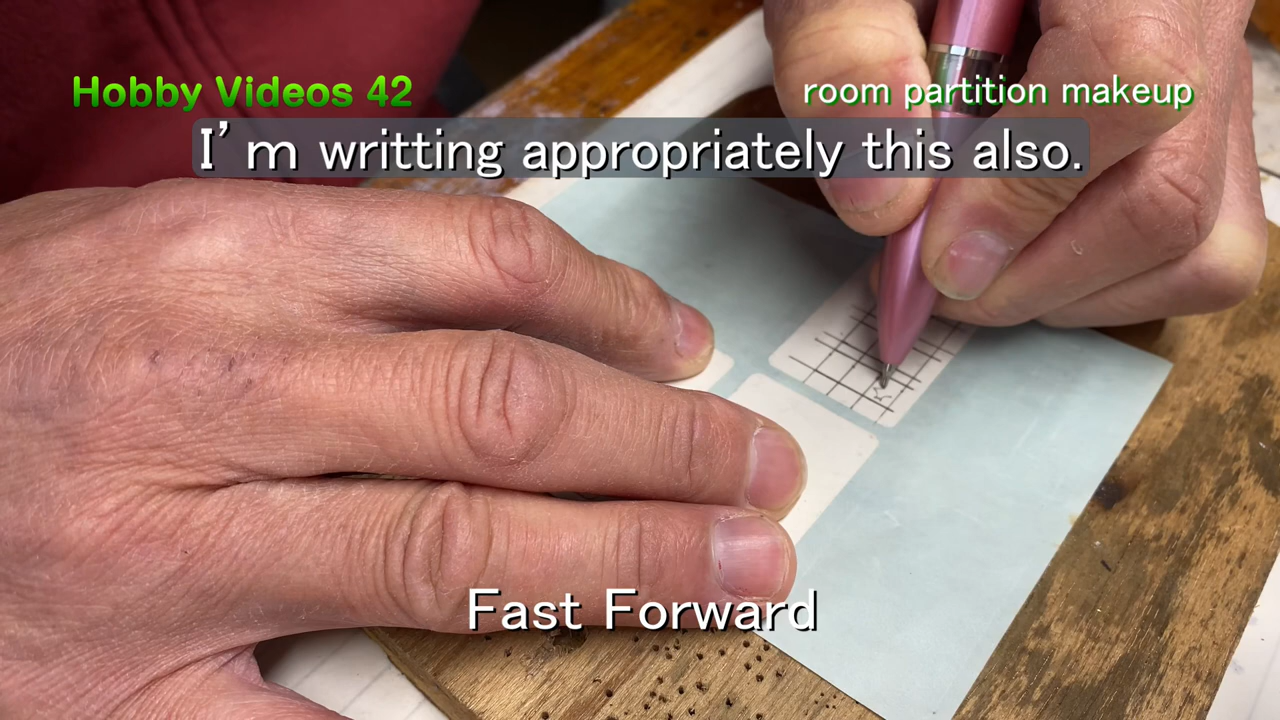 Hobby Videos 42
room partition makeup
I'm writting appropriately this also.
Fast Forward